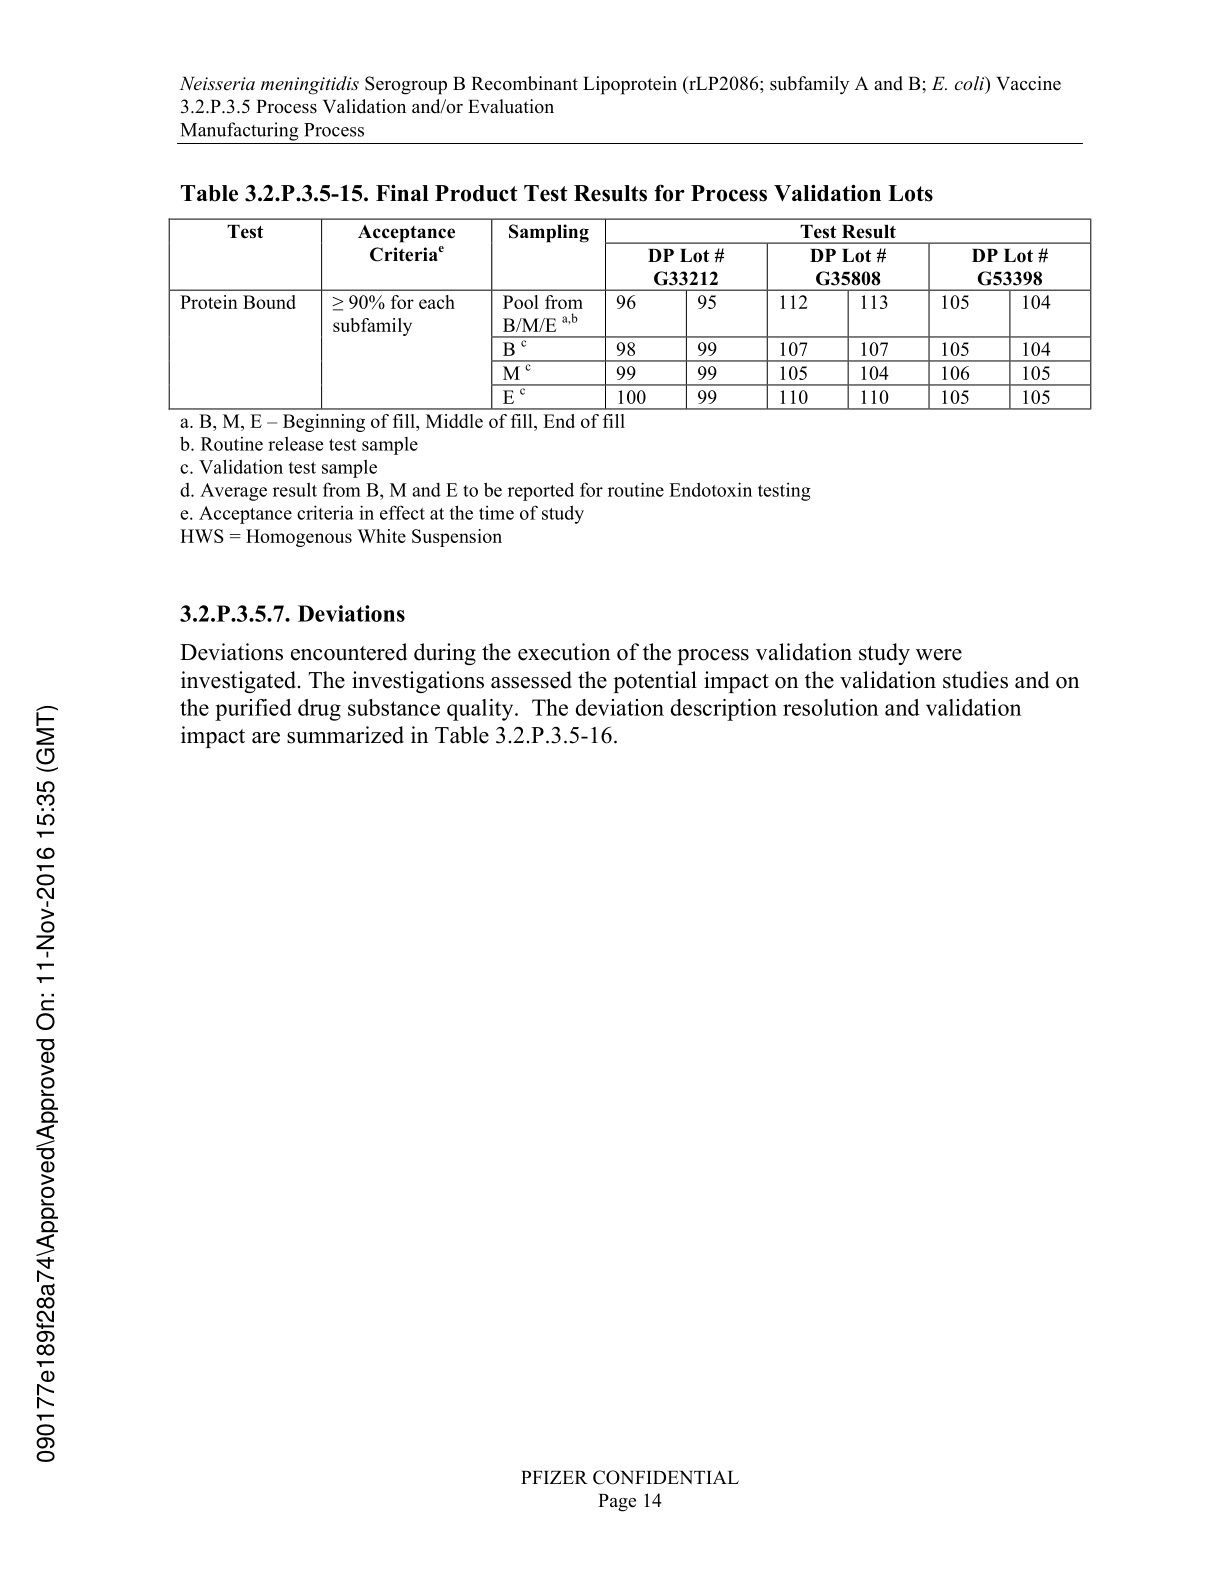 Neisseria meningitidis Serogroup B Recombinant Lipoprotein (rLP2086; subfamily A and B; E. coli) Vaccine
3.2.P.3.5 Process Validation and/or Evaluation
Manufacturing Process
Table 3.2.P.3.5-15. Final Product Test Results for Process Validation Lots
Test Acceptance Criteria^e Sampling Test Result
DP Lot # G33212 DP Lot # G35808 DP Lot # G53398
Protein Bound ≥ 90% for each subfamily Pool from B/M/E ^a,b 96 95 112 113 105 104
B ^c 98 99 107 107 105 104
M ^c 99 99 105 104 106 105
E ^c 100 99 110 110 105 105
a. B, M, E – Beginning of fill, Middle of fill, End of fill
b. Routine release test sample
c. Validation test sample
d. Average result from B, M and E to be reported for routine Endotoxin testing
e. Acceptance criteria in effect at the time of study
HWS = Homogenous White Suspension
3.2.P.3.5.7. Deviations
Deviations encountered during the execution of the process validation study were
investigated. The investigations assessed the potential impact on the validation studies and on
the purified drug substance quality.  The deviation description resolution and validation
impact are summarized in Table 3.2.P.3.5-16.
090177e189f28a74\Approved\Approved On: 11-Nov-2016 15:35 (GMT)
PFIZER CONFIDENTIAL
Page 14